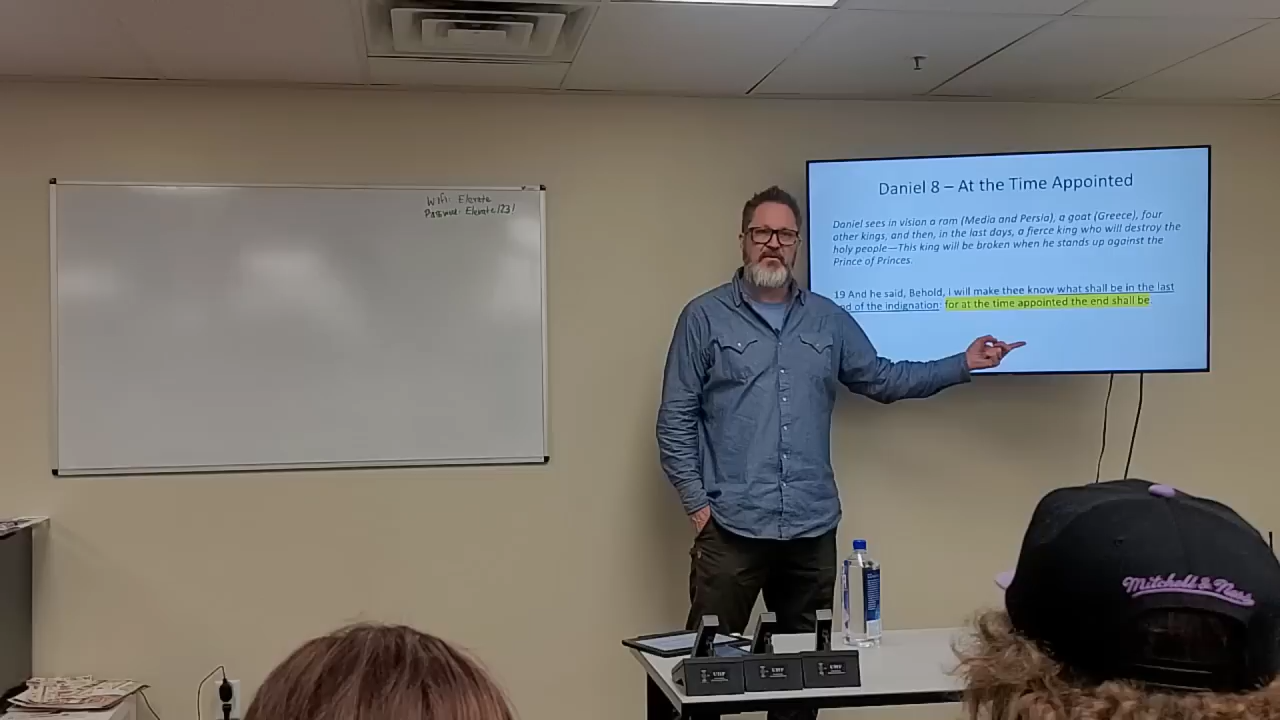 Wifi: Elevate
Elevate123!
Daniel 8 – At the Time Appointed
Daniel sees in vision a ram (Media and Persia), a goat (Greece), four
other kings, and then, in the last days, a fierce king who will destroy the
holy people—This king will be broken when he stands up against the
Prince of Princes.
19 And he said, Behold, I will make thee know what shall be in the last
end of the indignation: for at the time appointed the end shall be.
Mitchell & Ness
UHF
UHF
UHF